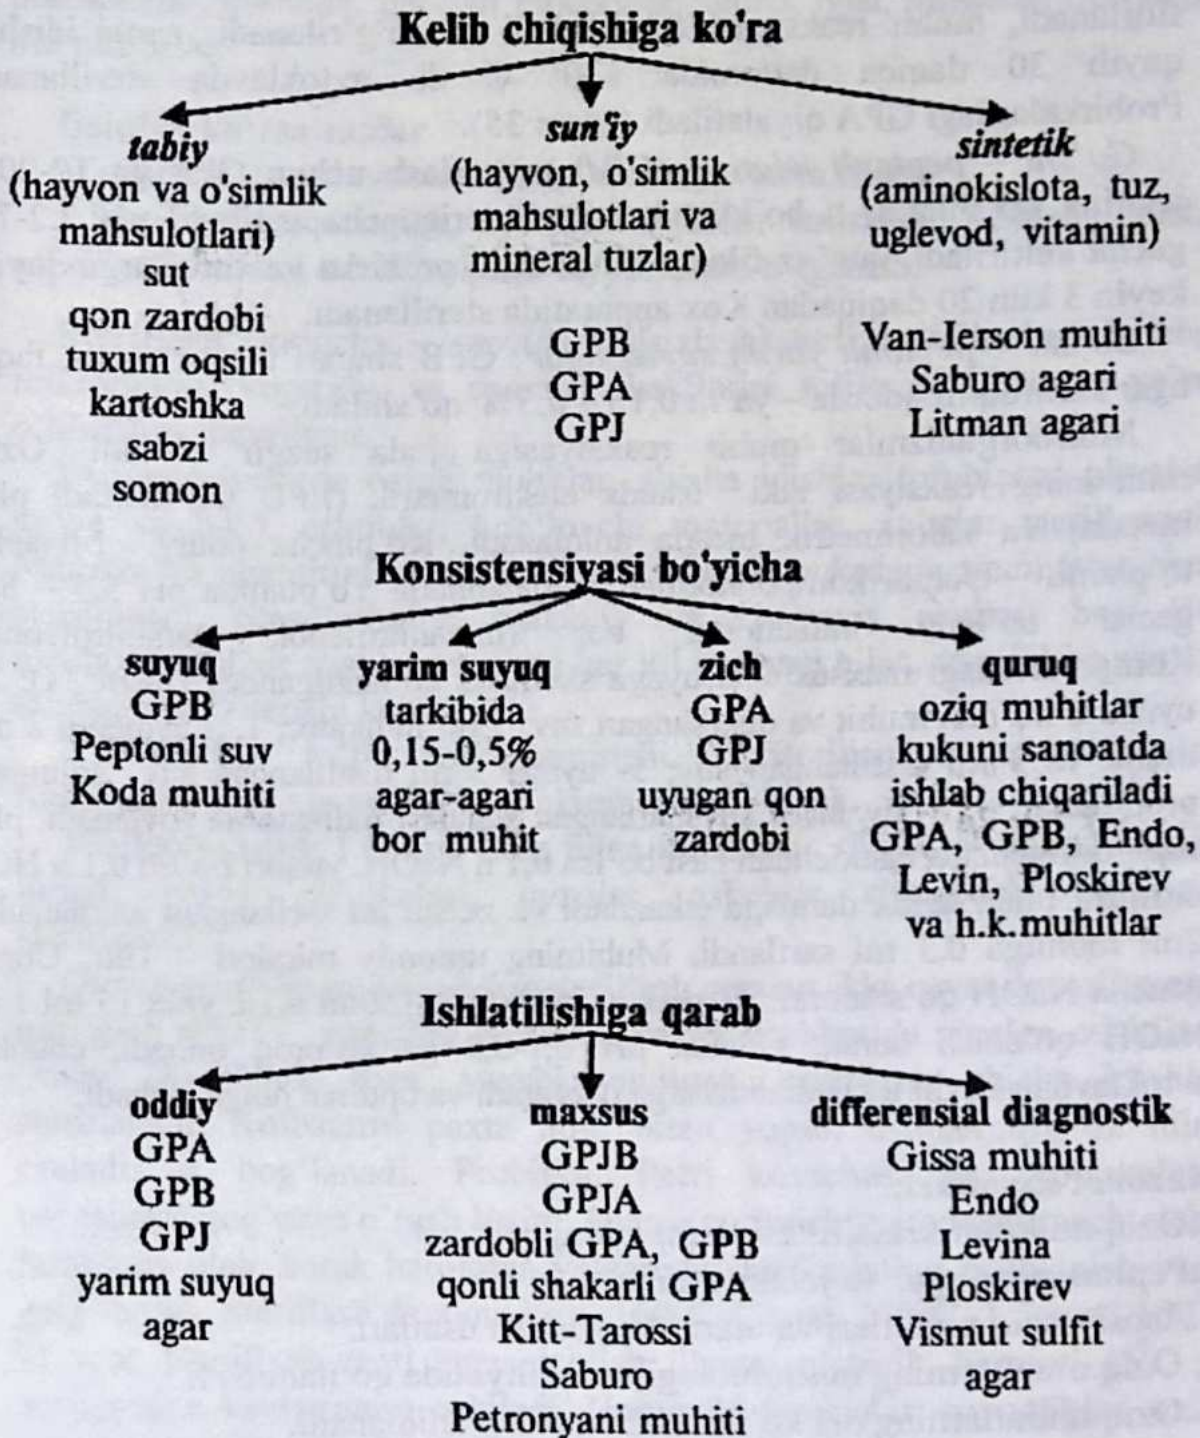 Kelib chiqishiga ko'ra
tabiy
(hayvon va o'simlik
mahsulotlari)
sut
qon zardobi
tuxum oqsili
kartoshka
sabzi
somon
sun'iy
(hayvon, o'simlik
mahsulotlari va
mineral tuzlar)
GPB
GPA
GPJ
sintetik
(aminokislota, tuz,
uglevod, vitamin)
Van-Ierson muhiti
Saburo agari
Litman agari
Konsistensiyasi bo'yicha
suyuq
GPB
Peptonli suv
Koda muhiti
yarim suyuq
tarkibida
0,15-0,5%
agar-agari
bor muhit
zich
GPA
GPJ
uyugan qon
zardobi
quruq
oziq muhitlar
kukuni sanoatda
ishlab chiqariladi
GPA, GPB, Endo,
Levin, Ploskirev
va h.k.muhitlar
Ishlatilishiga qarab
oddiy
GPA
GPB
GPJ
yarim suyuq
agar
maxsus
GPJB
GPJA
zardobli GPA, GPB
qonli shakarli GPA
Kitt-Tarossi
Saburo
Petronyani muhiti
differensial diagnostik
Gissa muhiti
Endo
Levina
Ploskirev
Vismut sulfit
agar